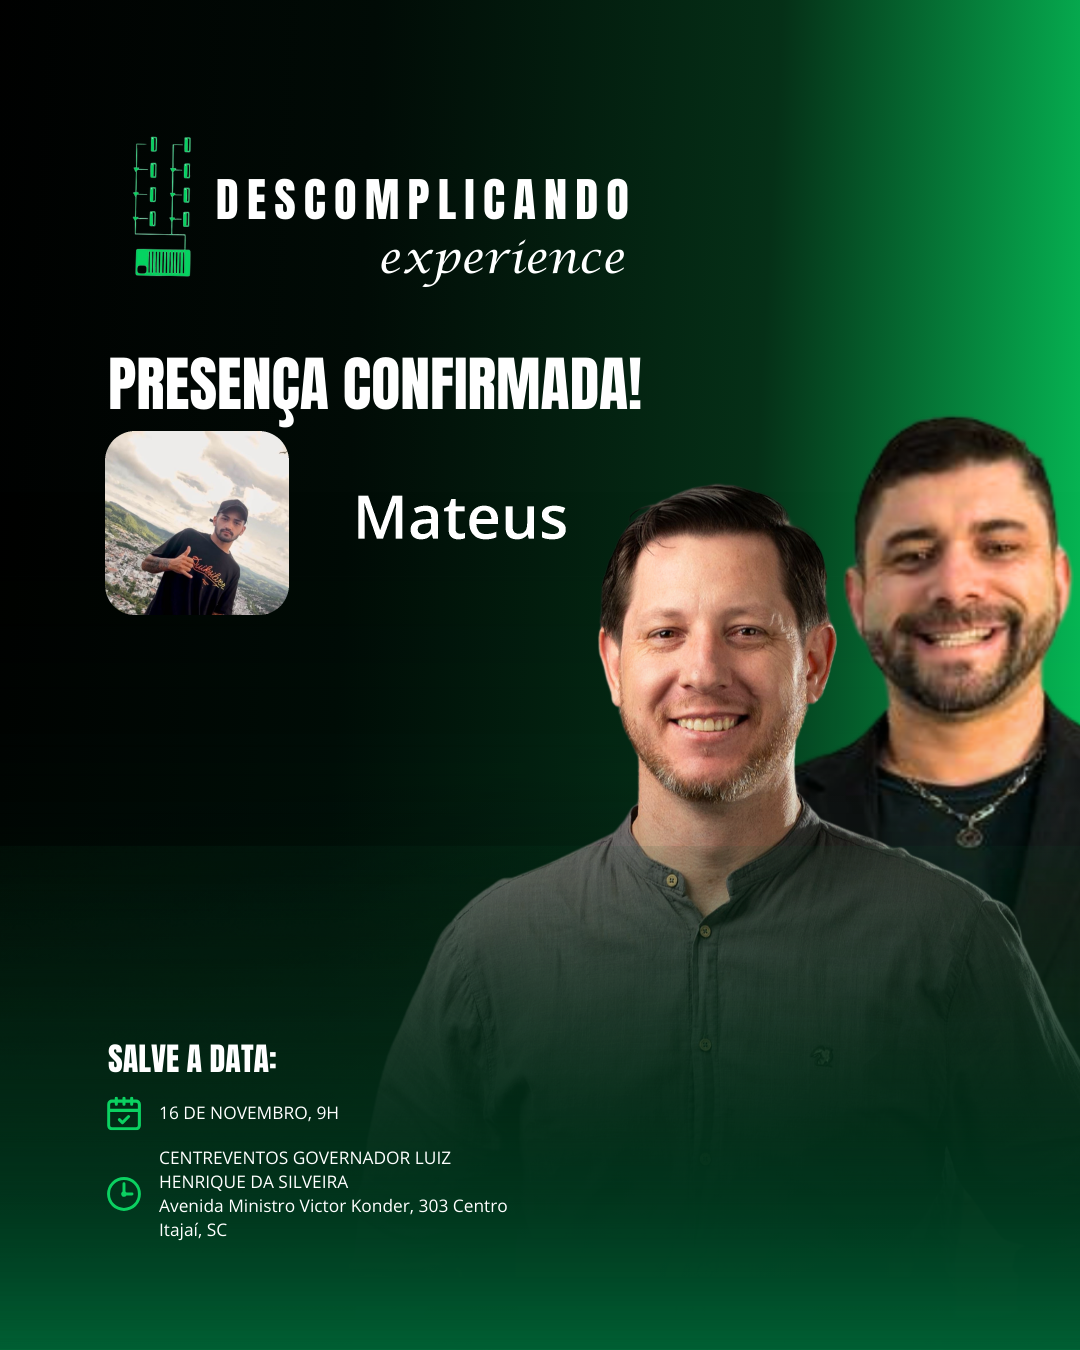 DESCOMPLICANDO
experience
PRESENÇA CONFIRMADA!
Mateus
SALVE A DATA:
16 DE NOVEMBRO, 9H
CENTREVENTOS GOVERNADOR LUIZ
HENRIQUE DA SILVEIRA
Avenida Ministro Victor Konder, 303 Centro
Itajaí, SC